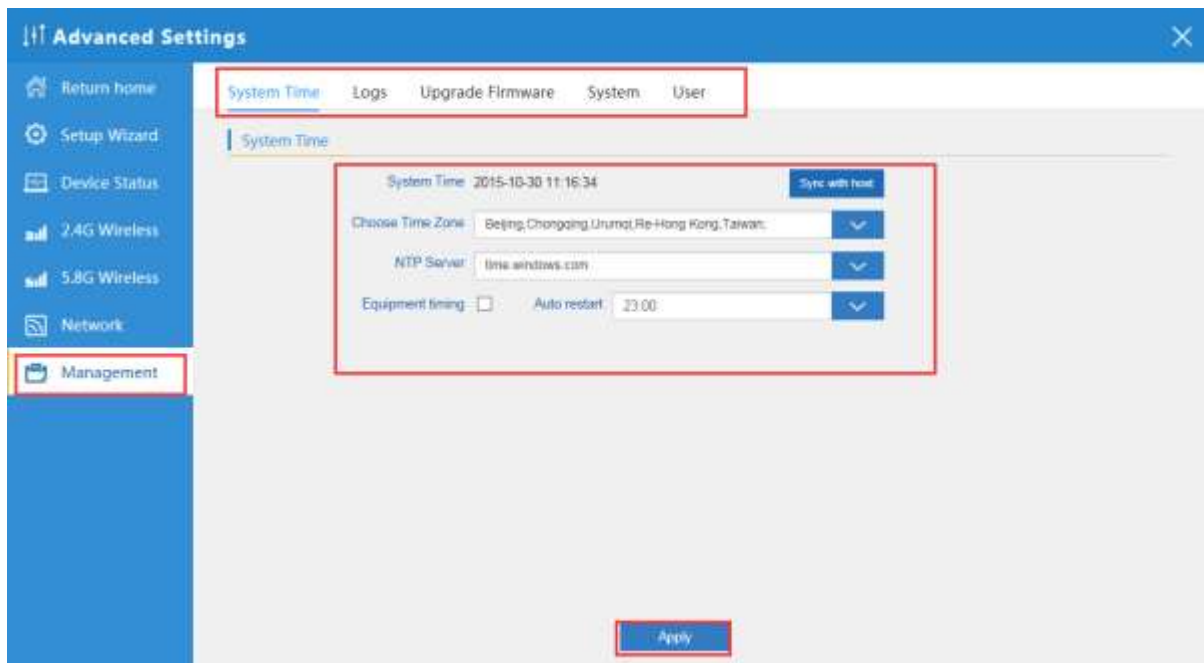 Advanced Settings
Return home
Setup Wizard
Device Status
2.4G Wireless
5.8G Wireless
Network
Management
System Time Logs Upgrade Firmware System User
System Time
System Time 2015-10-30 11:16:34 Sync with host
Choose Time Zone Beijing,Chongqing,Urumqi,Re-Hong Kong,Taiwan,
NTP Server time.windows.com
Equipment timing Auto restart 23:00
Apply